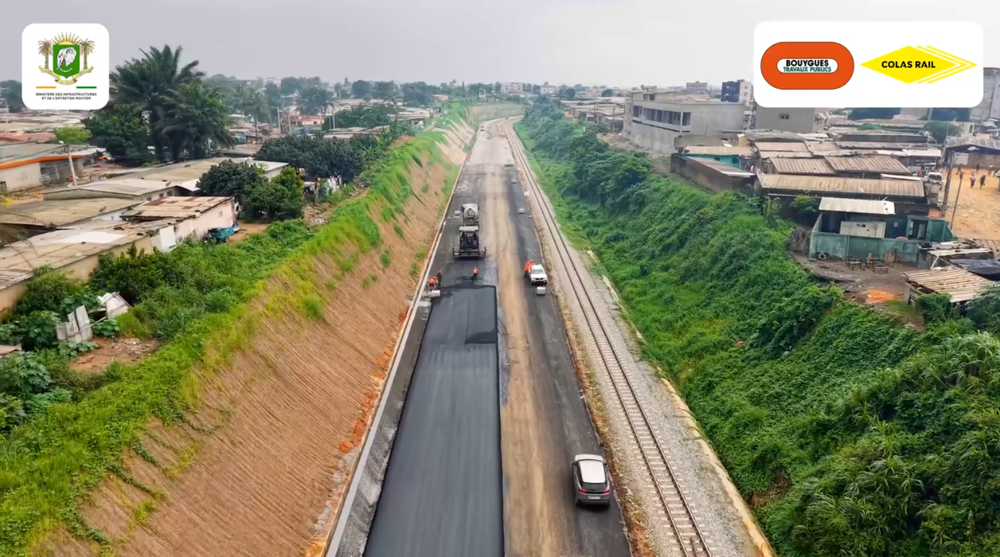 MINISTERE DES INFRASTRUCTURES
ET DE L'ENTRETIEN ROUTIER
BOUYGUES
TRAVAUX PUBLICS
COLAS RAIL